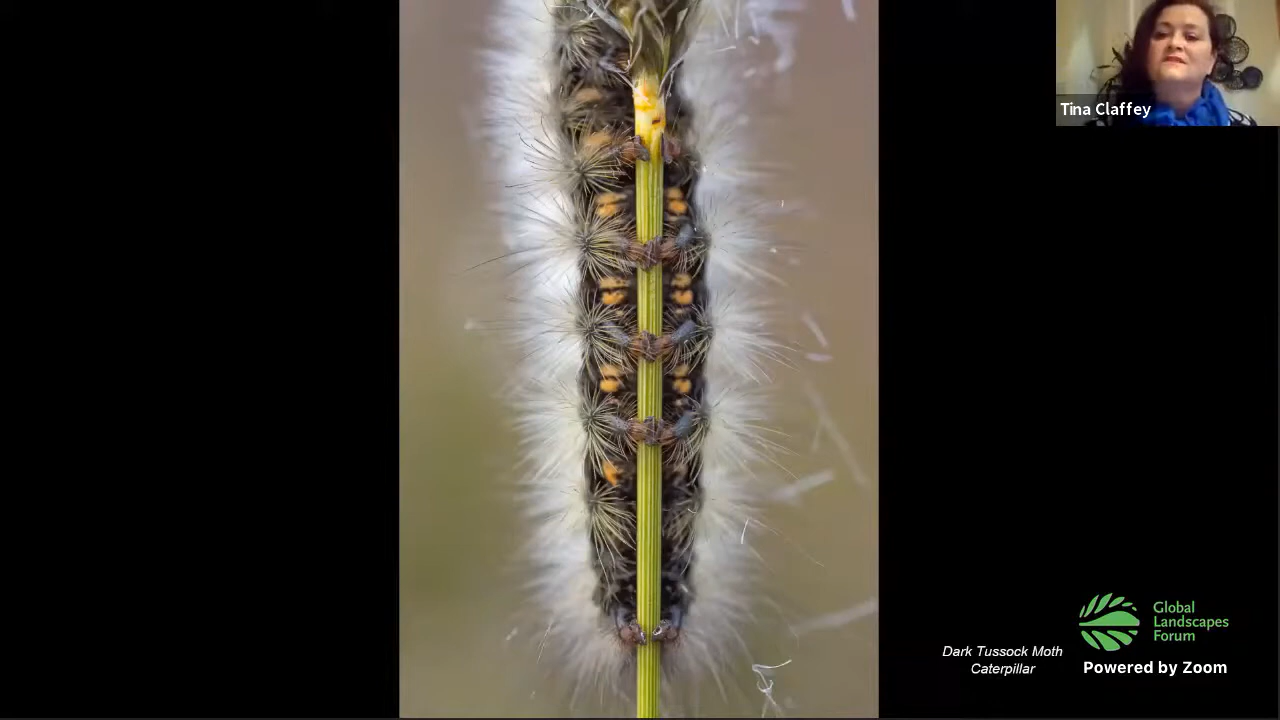 Tina Claffey
Global
Landscapes
Forum
Dark Tussock Moth
Caterpillar
Powered by Zoom